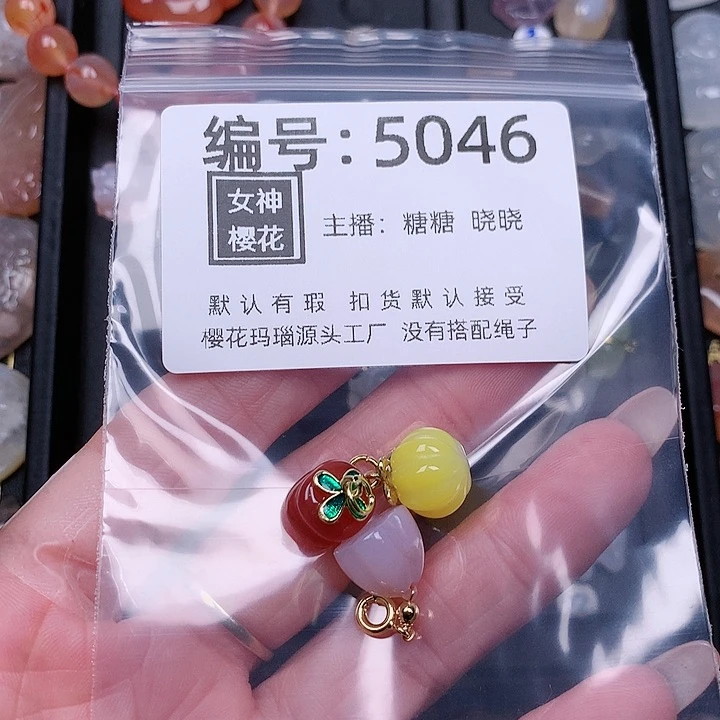 编号:5046
女神
樱花
主播: 糖糖 晓晓
默认有瑕 扣货默认接受
樱花玛瑙源头工厂 没有搭配绳子